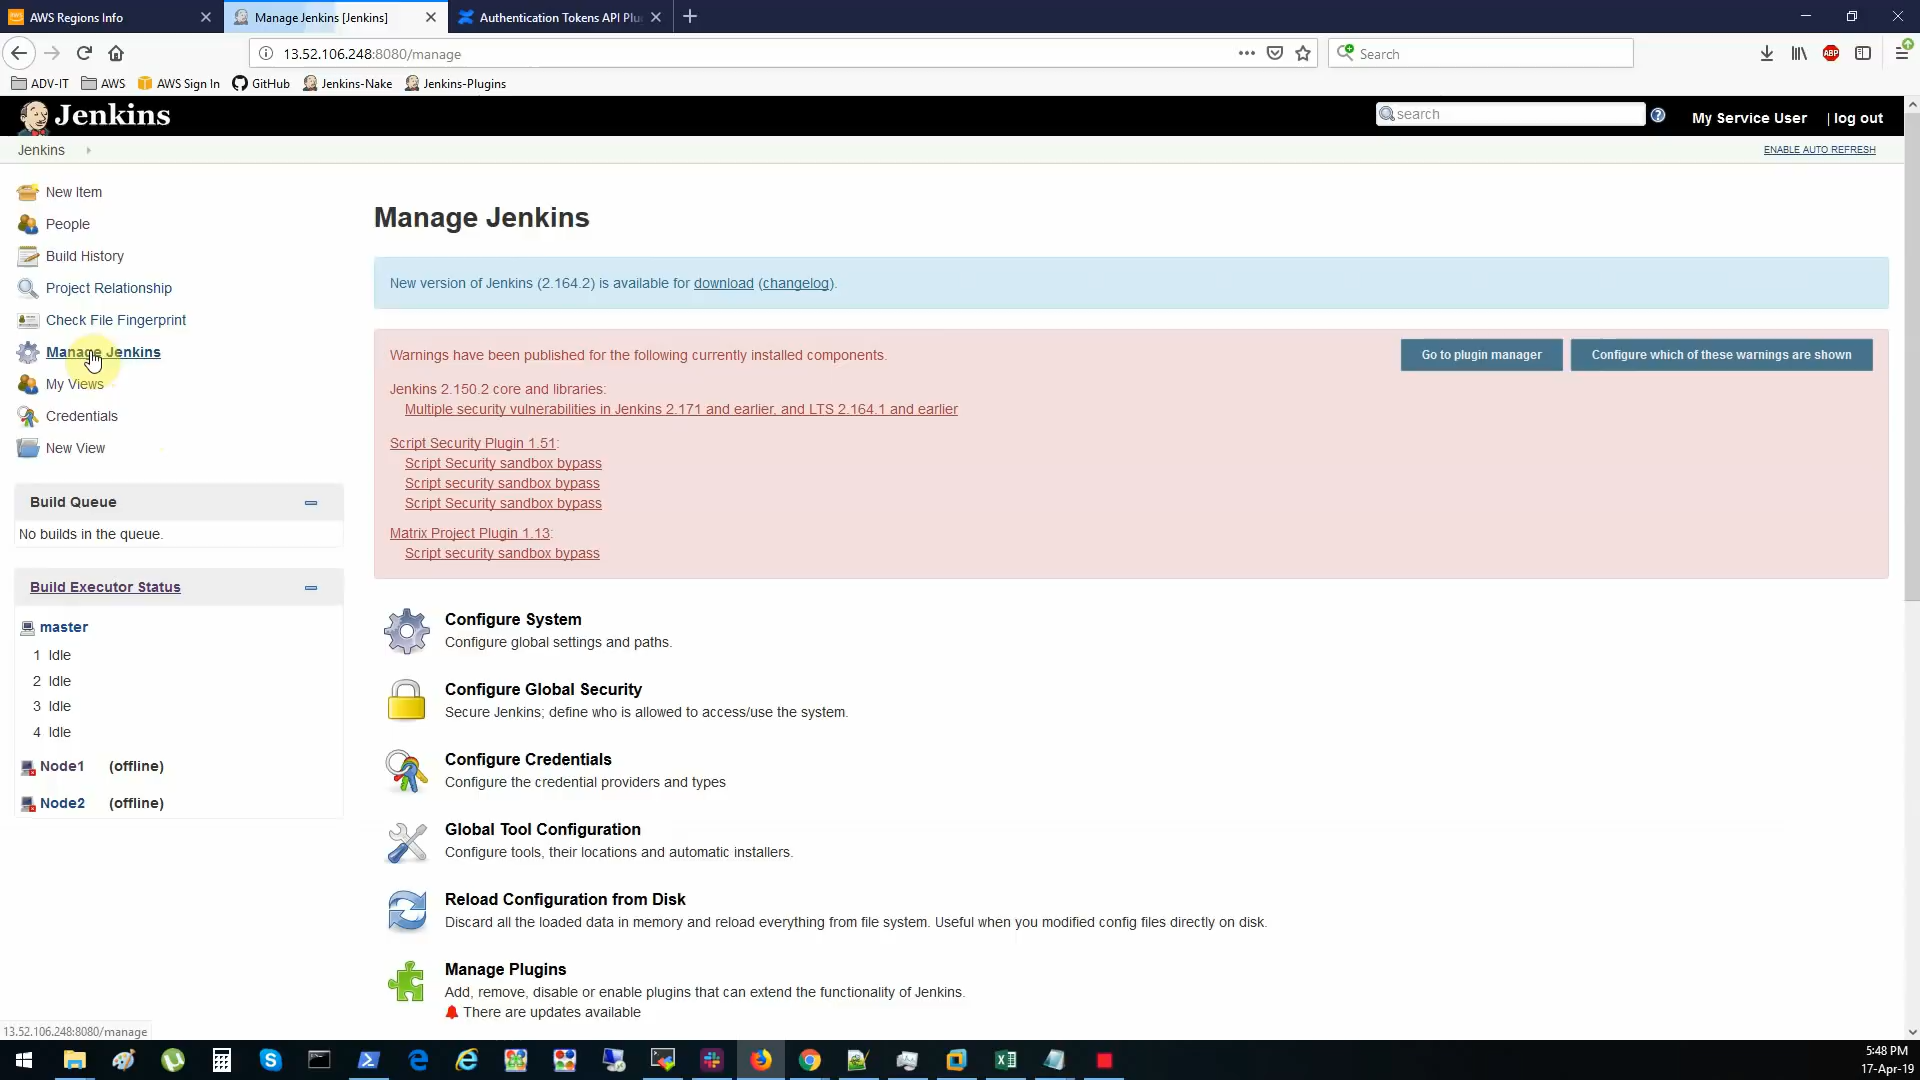 AWS Regions Info
Manage Jenkins [Jenkins]
Authentication Tokens API Plu
13.52.106.248:8080/manage
Search
ADV-IT
AWS
AWS Sign In
GitHub
Jenkins-Nake
Jenkins-Plugins
ABP
Jenkins
search
My Service User
| log out
Jenkins
ENABLE AUTO REFRESH
New Item
People
Build History
Project Relationship
Check File Fingerprint
Manage Jenkins
My Views
Credentials
New View
Build Queue
No builds in the queue.
Build Executor Status
master
1 Idle
2 Idle
3 Idle
4 Idle
Node1 (offline)
Node2 (offline)
Manage Jenkins
New version of Jenkins (2.164.2) is available for download (changelog).
Warnings have been published for the following currently installed components.
Go to plugin manager
Configure which of these warnings are shown
Jenkins 2.150.2 core and libraries:
Multiple security vulnerabilities in Jenkins 2.171 and earlier, and LTS 2.164.1 and earlier
Script Security Plugin 1.51:
Script Security sandbox bypass
Script security sandbox bypass
Script Security sandbox bypass
Matrix Project Plugin 1.13:
Script security sandbox bypass
Configure System
Configure global settings and paths.
Configure Global Security
Secure Jenkins; define who is allowed to access/use the system.
Configure Credentials
Configure the credential providers and types
Global Tool Configuration
Configure tools, their locations and automatic installers.
Reload Configuration from Disk
Discard all the loaded data in memory and reload everything from file system. Useful when you modified config files directly on disk.
Manage Plugins
Add, remove, disable or enable plugins that can extend the functionality of Jenkins.
There are updates available
13.52.106.248:8080/manage
5:48 PM
17-Apr-19